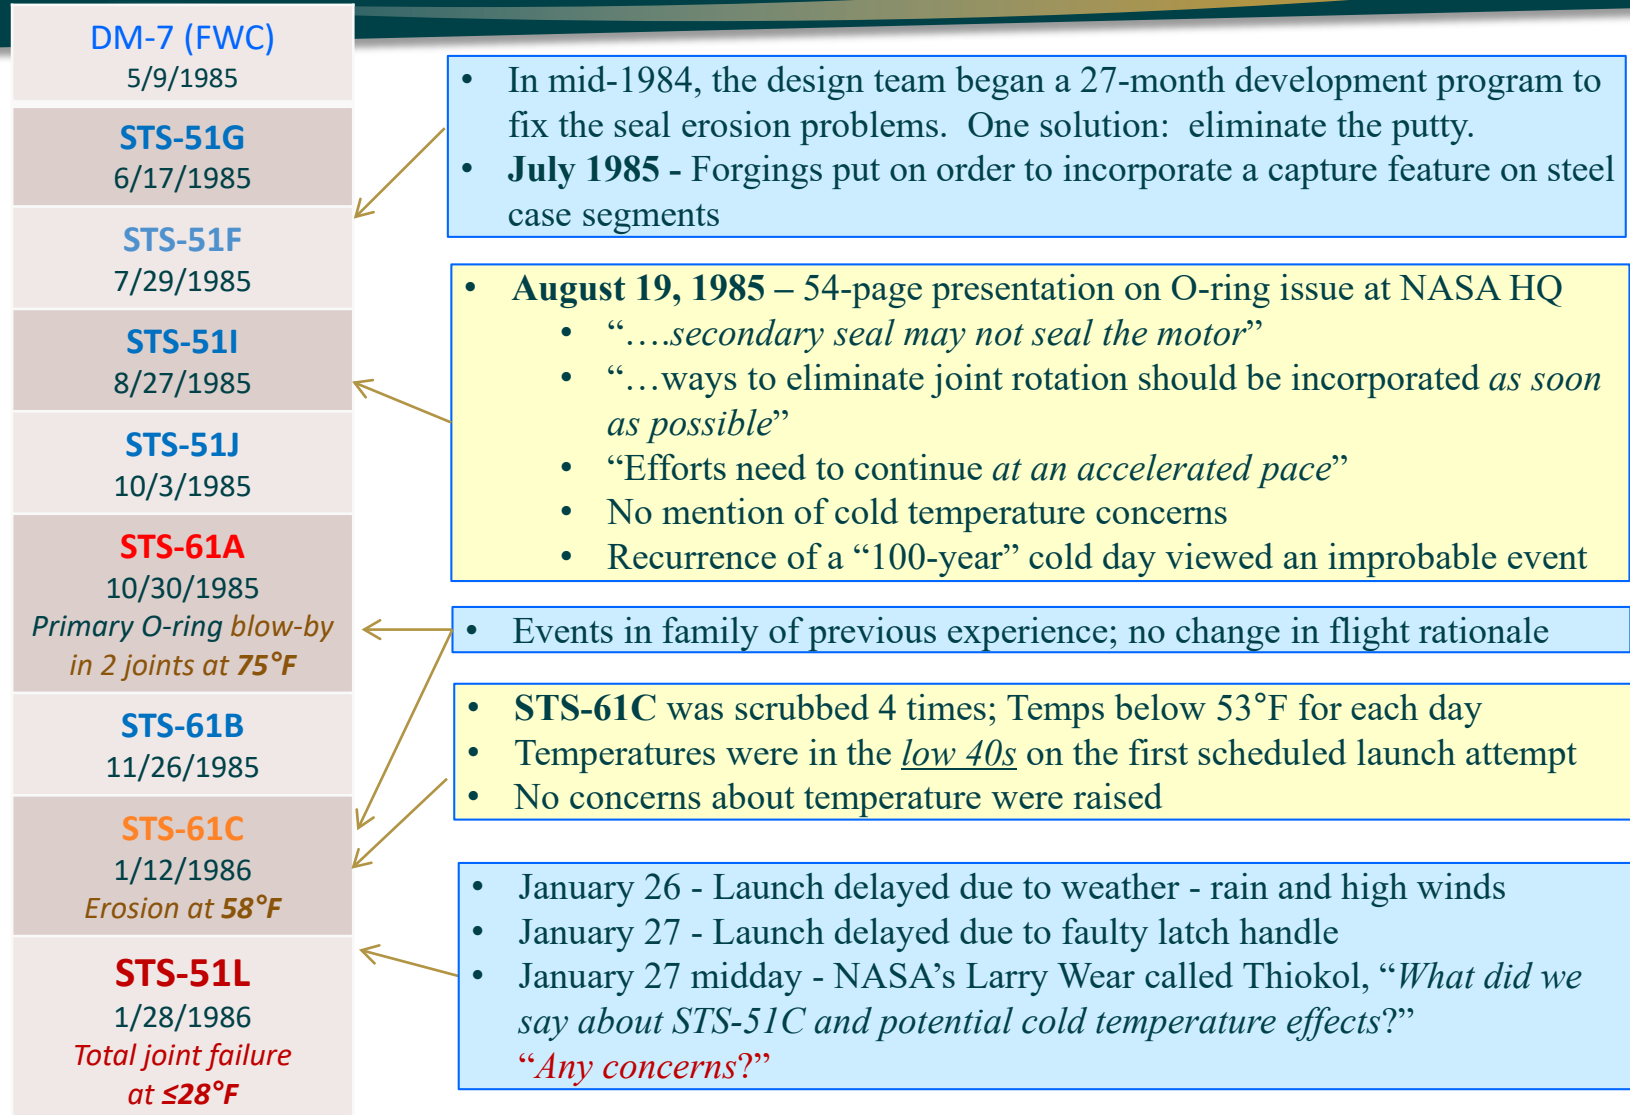 DM-7 (FWC)
5/9/1985
STS-51G
6/17/1985
STS-51F
7/29/1985
STS-51I
8/27/1985
STS-51J
10/3/1985
STS-61A
10/30/1985
Primary O-ring blow-by
in 2 joints at 75°F
STS-61B
11/26/1985
STS-61C
1/12/1986
Erosion at 58°F
STS-51L
1/28/1986
Total joint failure
at ≤28°F
• In mid-1984, the design team began a 27-month development program to
fix the seal erosion problems.  One solution:  eliminate the putty.
• July 1985 - Forgings put on order to incorporate a capture feature on steel
case segments
• August 19, 1985 – 54-page presentation on O-ring issue at NASA HQ
• “….secondary seal may not seal the motor”
• “…ways to eliminate joint rotation should be incorporated as soon
as possible”
• “Efforts need to continue at an accelerated pace”
• No mention of cold temperature concerns
• Recurrence of a “100-year” cold day viewed an improbable event
• Events in family of previous experience; no change in flight rationale
• STS-61C was scrubbed 4 times; Temps below 53°F for each day
• Temperatures were in the low 40s on the first scheduled launch attempt
• No concerns about temperature were raised
• January 26 - Launch delayed due to weather - rain and high winds
• January 27 - Launch delayed due to faulty latch handle
• January 27 midday - NASA’s Larry Wear called Thiokol, “What did we
say about STS-51C and potential cold temperature effects?”
“Any concerns?”